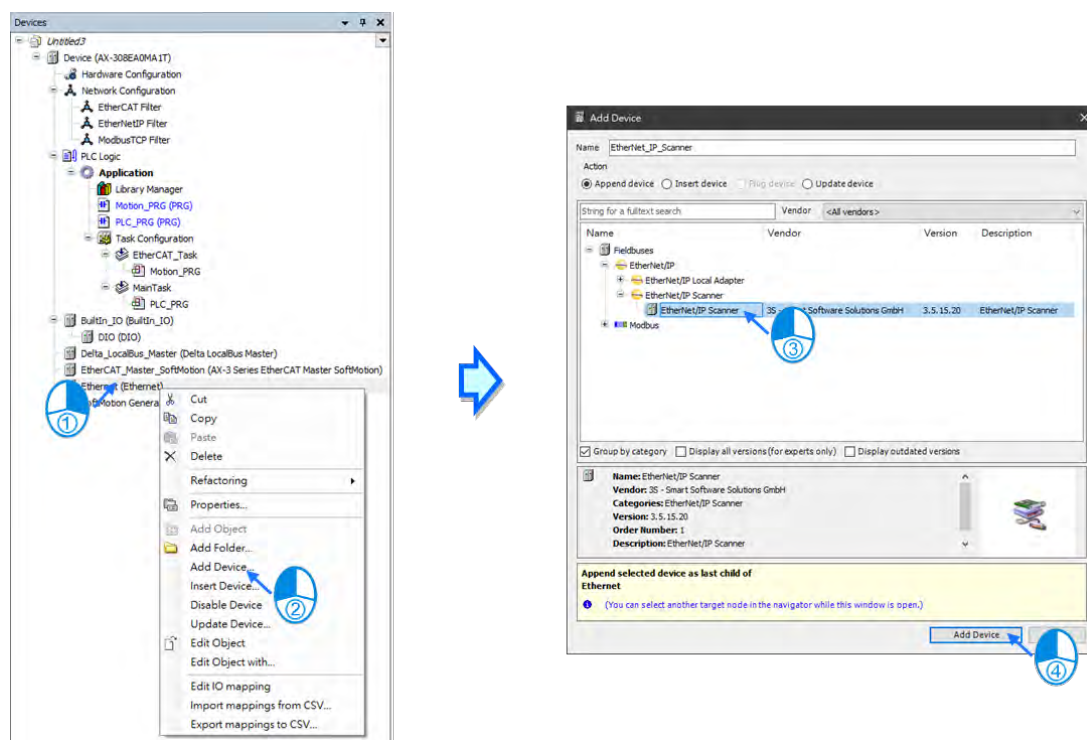 Devices
Untitled3
Device (AX-308EA0MA1T)
Hardware Configuration
Network Configuration
EtherCAT Filter
EtherNetIP Filter
ModbusTCP Filter
PLC Logic
Application
Library Manager
Motion_PRG (PRG)
PLC_PRG (PRG)
Task Configuration
EtherCAT_Task
Motion_PRG
MainTask
PLC_PRG
BuiltIn_IO (BuiltIn_IO)
DIO (DIO)
Delta_LocalBus_Master (Delta LocalBus Master)
EtherCAT_Master_SoftMotion (AX-3 Series EtherCAT Master SoftMotion)
Ethernet (Ethernet)
Motion Genera
①
Cut
Copy
Paste
Delete
Refactoring
Properties...
Add Object
Add Folder...
Add Device...
Insert Device...
②
Disable Device
Update Device...
Edit Object
Edit Object with...
Edit IO mapping
Import mappings from CSV...
Export mappings to CSV...
Add Device
Name EtherNet_IP_Scanner
Action
Append device Insert device Plug device Update device
String for a fulltext search Vendor <All vendors>
Name Vendor Version Description
Fieldbuses
EtherNet/IP
EtherNet/IP Local Adapter
EtherNet/IP Scanner
EtherNet/IP Scanner 3S - Software Solutions GmbH 3.5.15.20 EtherNet/IP Scanner
Modbus
③
Group by category Display all versions (for experts only) Display outdated versions
Name: EtherNet/IP Scanner
Vendor: 3S - Smart Software Solutions GmbH
Categories: EtherNet/IP Scanner
Version: 3.5.15.20
Order Number: 1
Description: EtherNet/IP Scanner
Append selected device as last child of
Ethernet
(You can select another target node in the navigator while this window is open.)
Add Device
④